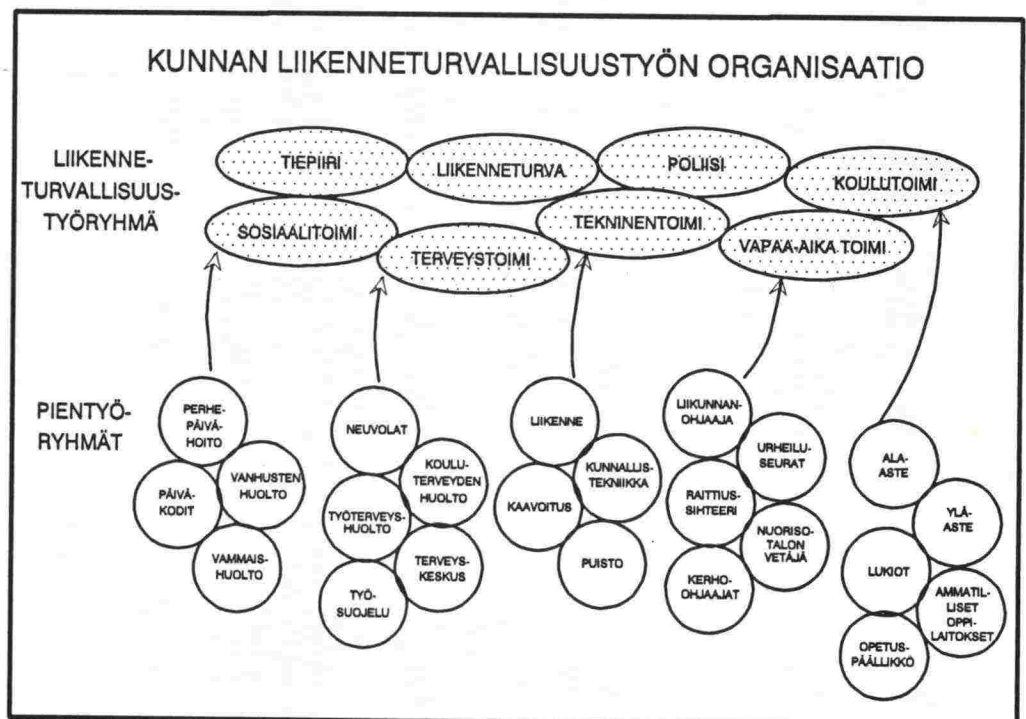 KUNNAN LIIKENNETURVALLISUUSTYÖN ORGANISAATIO
LIIKENNE-
TURVALLISUUS-
TYÖRYHMÄ
TIEPIIRI
LIIKENNETURVA
POLIISI
KOULUTOIMI
SOSIAALITOIMI
TERVEYSTOIMI
TEKNINENTOIMI
VAPAA-AIKA TOIMI
PIENTYÖ-
RYHMÄT
PERHE-
PÄIVÄ-
HOITO
PÄIVÄ-
KODIT
VANHUSTEN
HUOLTO
VAMMAIS-
HUOLTO
NEUVOLAT
KOULU-
TERVEYDEN
HUOLTO
TYÖTERVEYS-
HUOLTO
TERVEYS-
KESKUS
TYÖ-
SUOJELU
LIIKENNE
KUNNALLIS-
TEKNIIKKA
KAAVOITUS
PUISTO
LIIKUNNAN-
OHJAAJA
URHEILU-
SEURAT
RAITTIUS-
SIHTEERI
NUORISO-
TALON
VETÄJÄ
KERHO-
OHJAAJAT
ALA-
ASTE
YLÄ-
ASTE
LUKIOT
AMMATIL-
LISET
OPPI-
LAITOKSET
OPETUS-
PÄÄLLIKKÖ